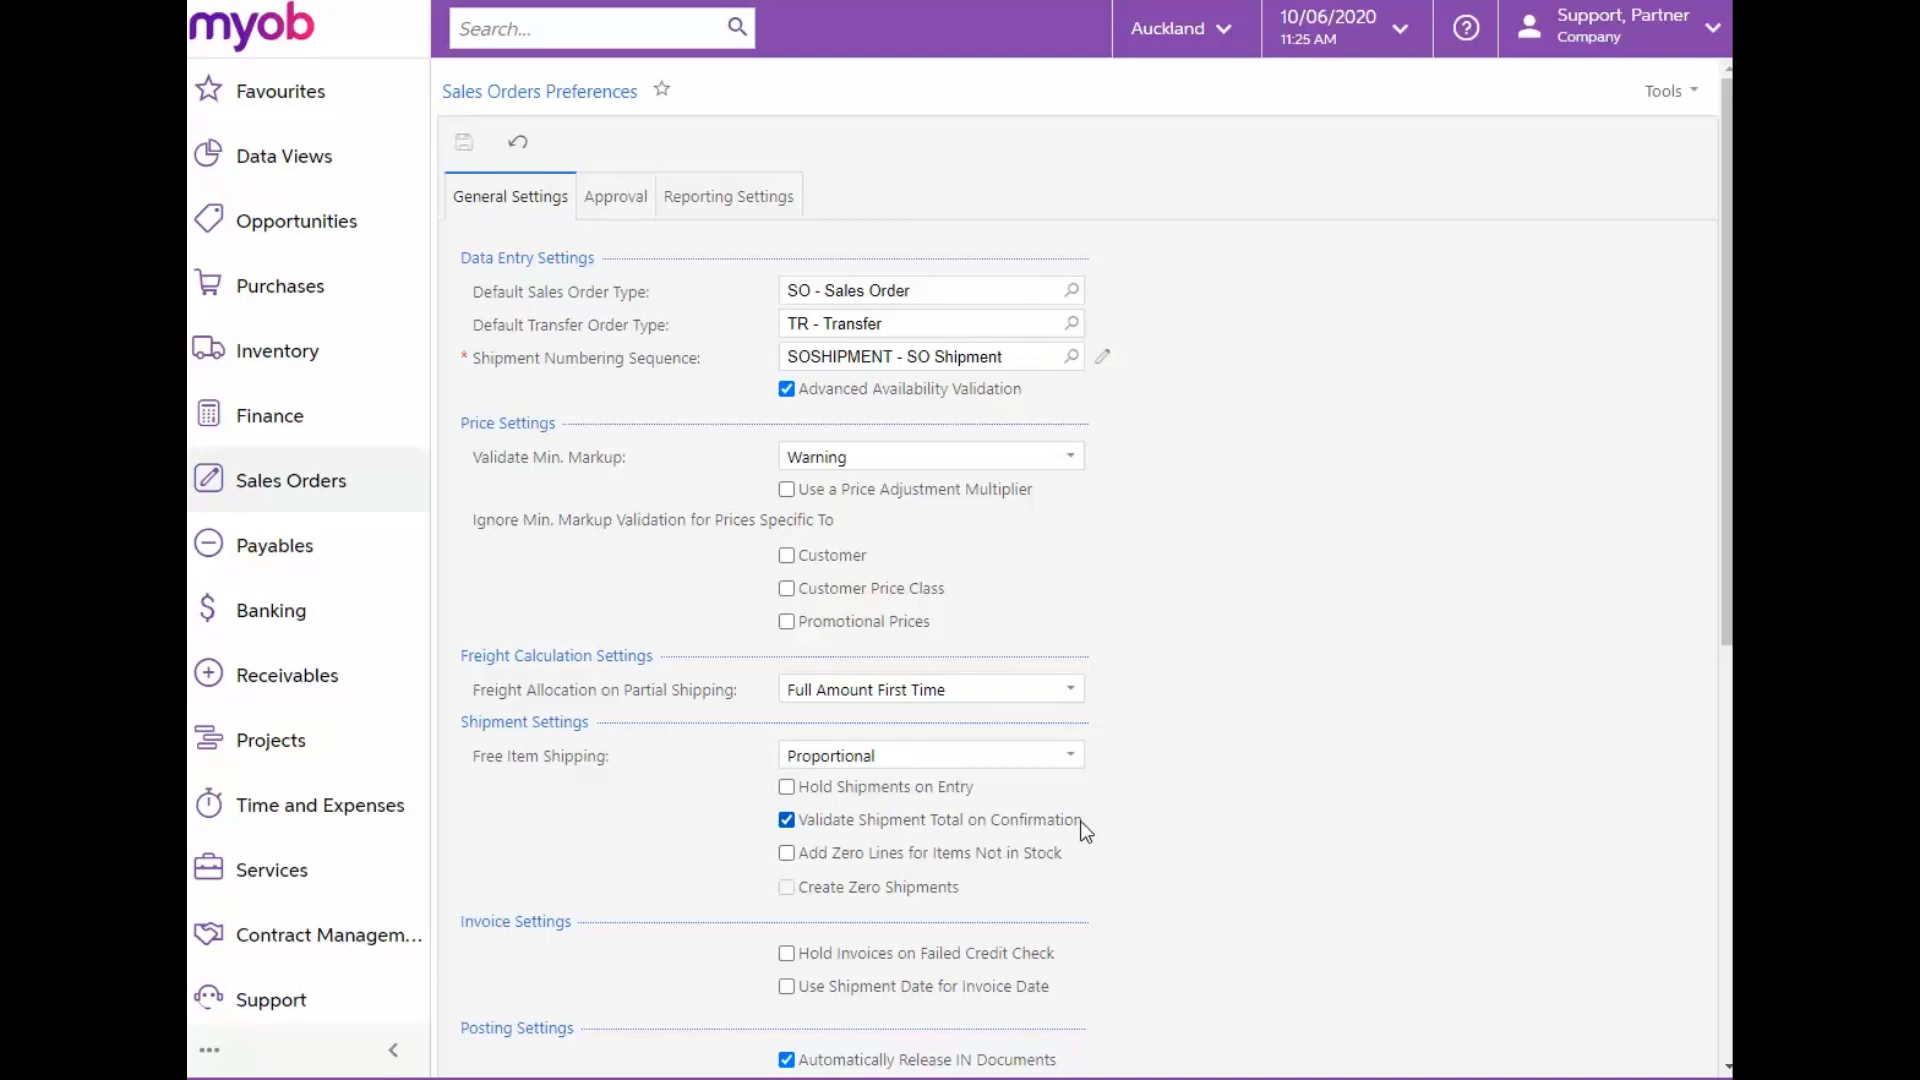 myob
Search...
Auckland
10/06/2020
11:25 AM
Support, Partner
Company
Favourites
Data Views
Opportunities
Purchases
Inventory
Finance
Sales Orders
Payables
Banking
Receivables
Projects
Time and Expenses
Services
Contract Managem...
Support
Sales Orders Preferences
Tools
General Settings
Approval
Reporting Settings
Data Entry Settings
Default Sales Order Type: SO - Sales Order
Default Transfer Order Type: TR - Transfer
* Shipment Numbering Sequence: SOSHIPMENT - SO Shipment
Advanced Availability Validation
Price Settings
Validate Min. Markup: Warning
Use a Price Adjustment Multiplier
Ignore Min. Markup Validation for Prices Specific To
Customer
Customer Price Class
Promotional Prices
Freight Calculation Settings
Freight Allocation on Partial Shipping: Full Amount First Time
Shipment Settings
Free Item Shipping: Proportional
Hold Shipments on Entry
Validate Shipment Total on Confirmation
Add Zero Lines for Items Not in Stock
Create Zero Shipments
Invoice Settings
Hold Invoices on Failed Credit Check
Use Shipment Date for Invoice Date
Posting Settings
Automatically Release IN Documents